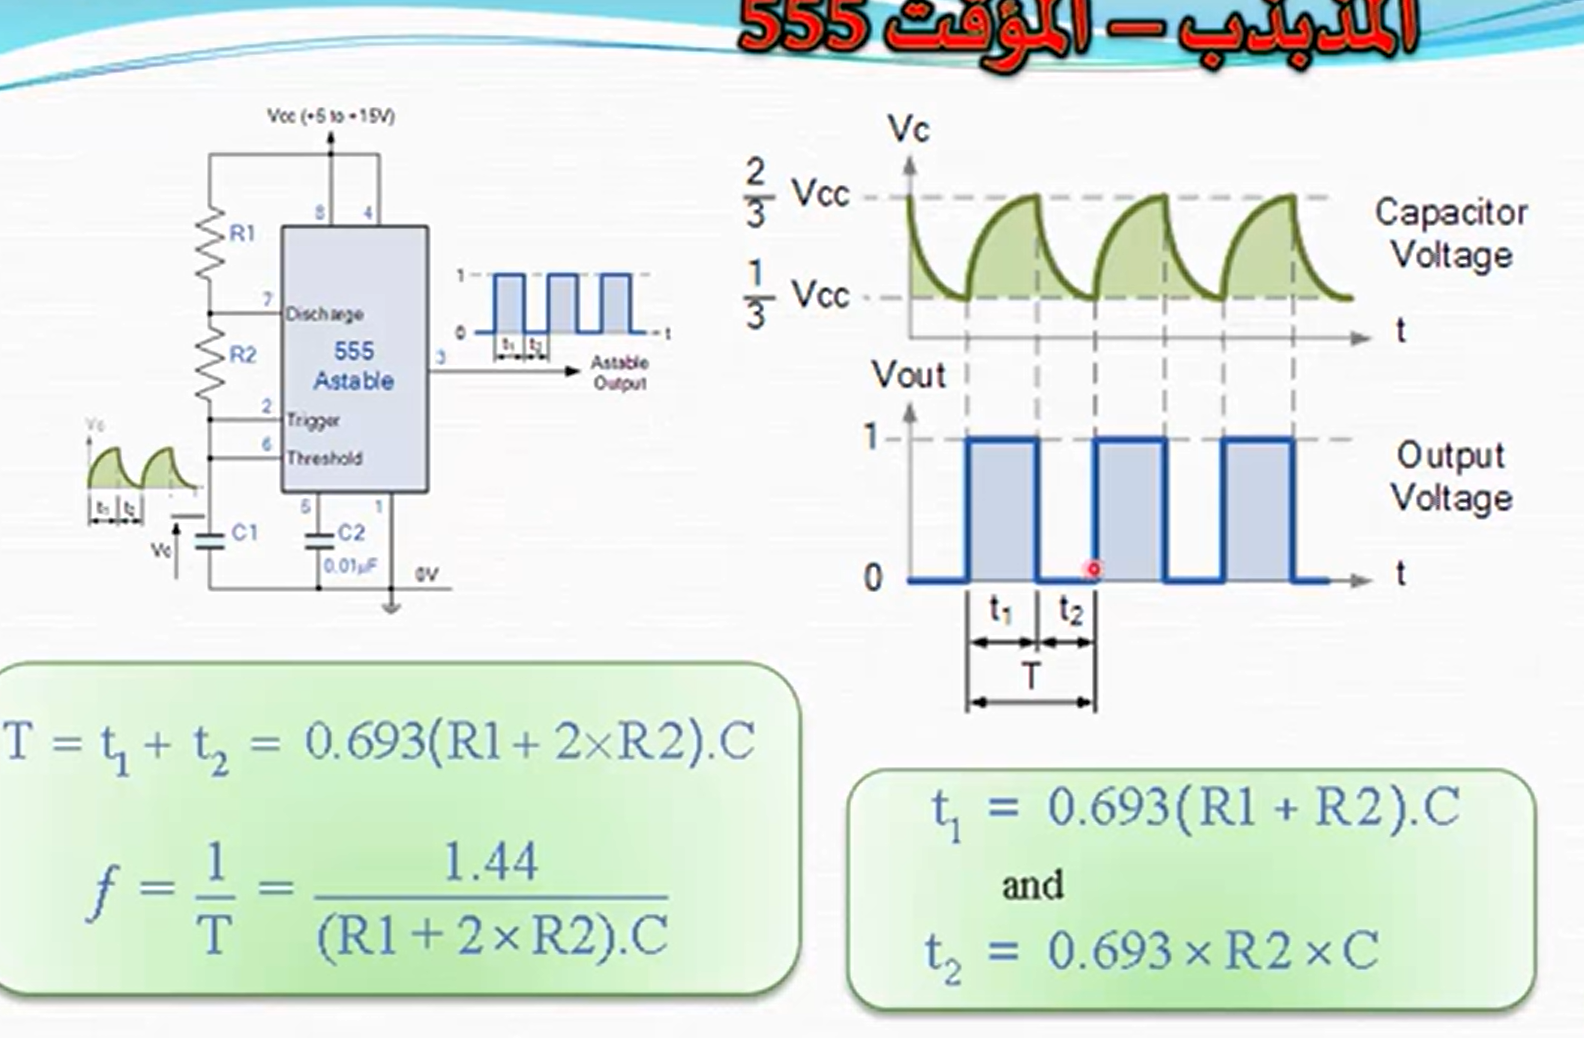 المذبذب – المؤقت 555
Vcc (+5 to +15V)
8
4
R1
7
Discharge
R2
555
Astable
3
1
0
t
t₁
t₂
Astable
Output
2
Trigger
6
Threshold
Vc
t₁
t₂
Vc
C1
5
C2
0.01µF
1
0V
Vc
2/3 Vcc
1/3 Vcc
t
Capacitor
Voltage
Vout
1
0
t
Output
Voltage
t₁
t₂
T
T = t₁ + t₂ = 0.693(R1 + 2×R2).C
f = 1/T = 1.44/(R1 + 2 × R2).C
t₁ = 0.693(R1 + R2).C
and
t₂ = 0.693 × R2 × C